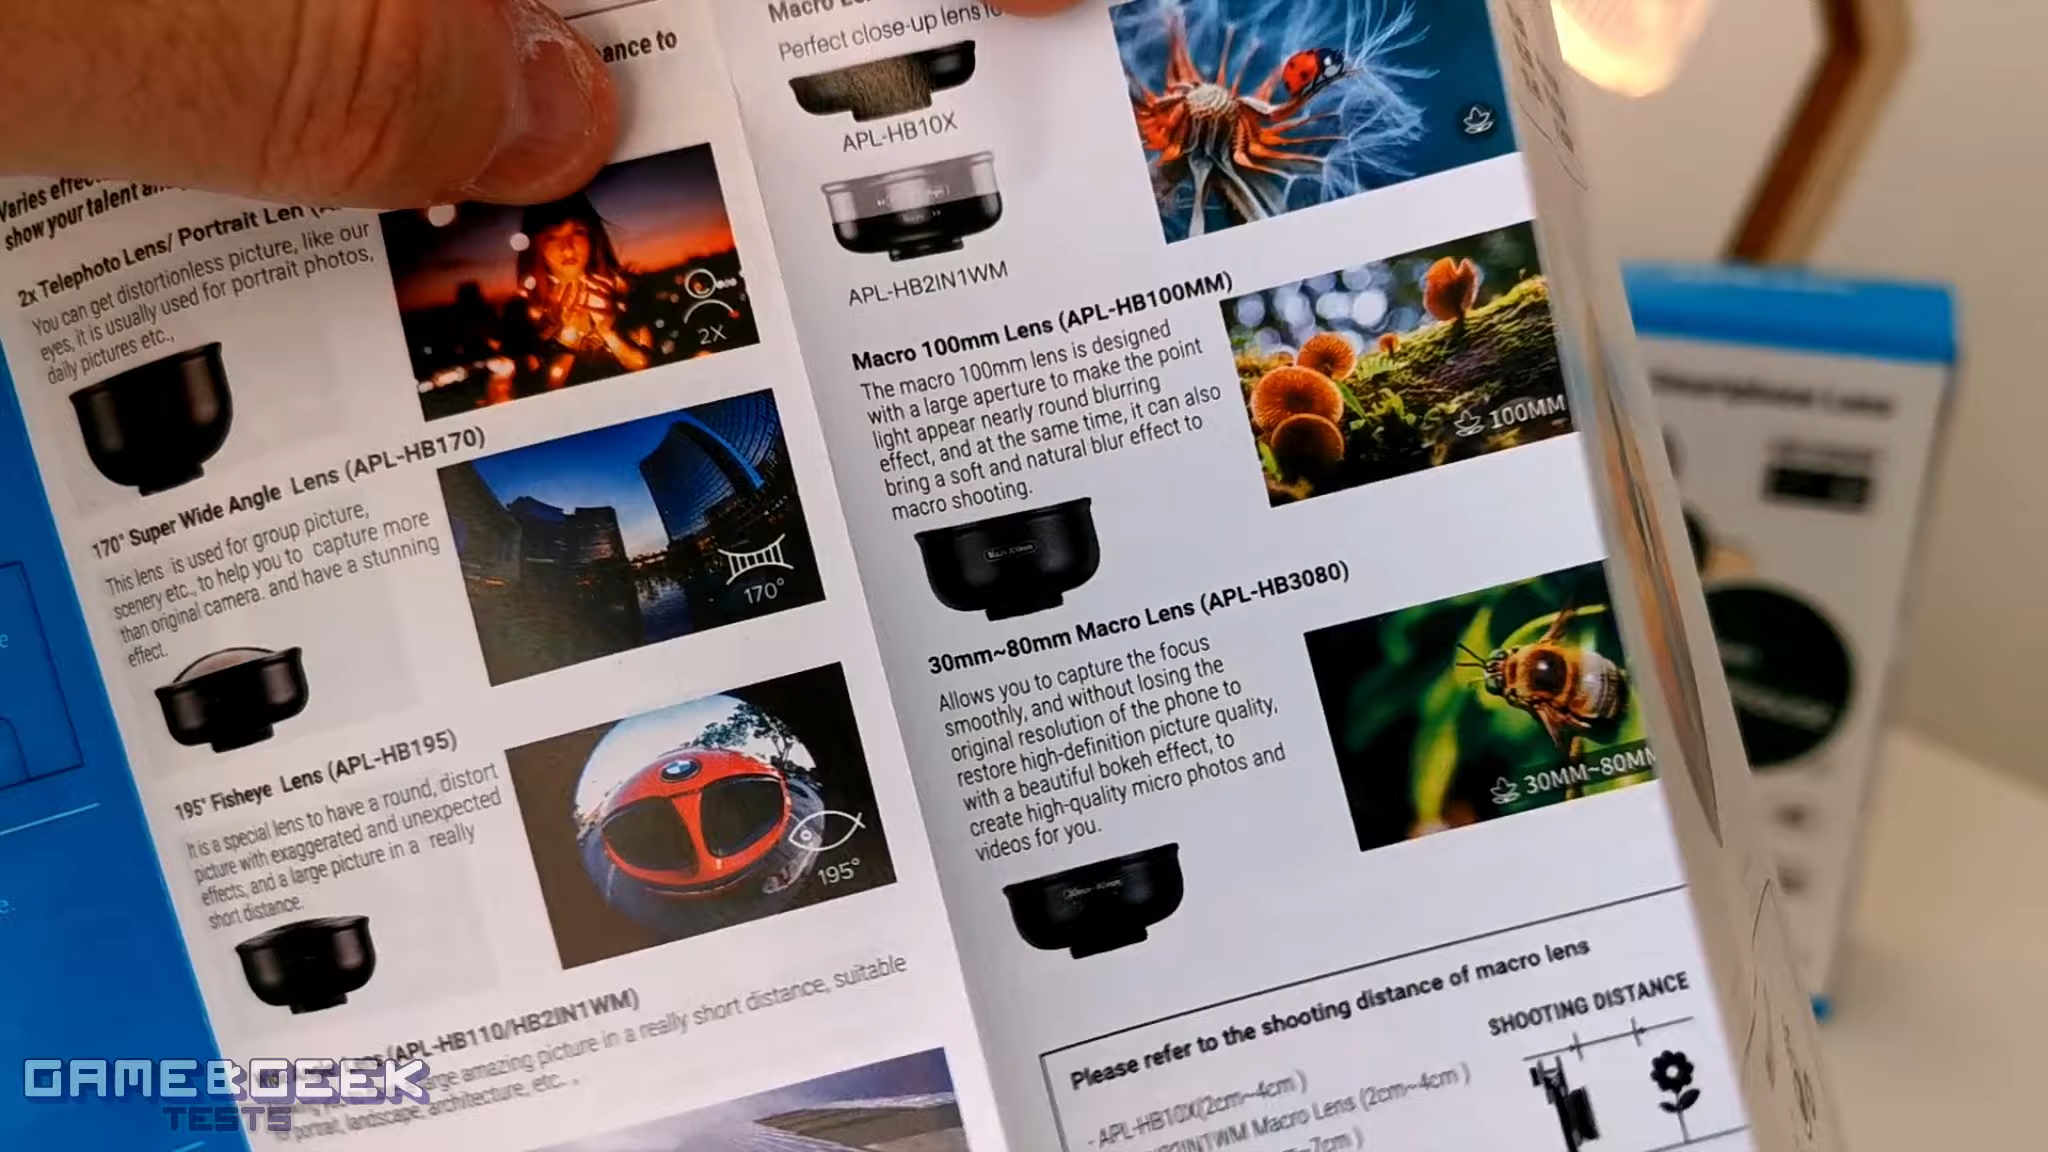 ance to
Varies effec
show your talent an
2x Telephoto Lens/ Portrait Len (A
You can get distortionless picture, like our
eyes, it is usually used for portrait photos,
daily pictures etc.,
2X
170° Super Wide Angle Lens (APL-HB170)
This lens is used for group picture,
scenery etc., to help you to capture more
than original camera. and have a stunning
effect.
170°
195° Fisheye Lens (APL-HB195)
It is a special lens to have a round, distort
picture with exaggerated and unexpected
effects, and a large picture in a really
short distance.
195°
(APL-HB110/HB2IN1WM)
large amazing picture in a really short distance, suitable
portrait, landscape, architecture, etc.
Macro Le
Perfect close-up lens fo
APL-HB10X
APL-HB2IN1WM
Macro 100mm Lens (APL-HB100MM)
The macro 100mm lens is designed
with a large aperture to make the point
light appear nearly round blurring
effect, and at the same time, it can also
bring a soft and natural blur effect to
macro shooting.
100MM
30mm~80mm Macro Lens (APL-HB3080)
Allows you to capture the focus
smoothly, and without losing the
original resolution of the phone to
restore high-definition picture quality,
with a beautiful bokeh effect, to
create high-quality micro photos and
videos for you.
30MM~80MM
Please refer to the shooting distance of macro lens
SHOOTING DISTANCE
- APL-HB10X(2cm~4cm)
2IN1WM Macro Lens (2cm~4cm)
~7cm)
GAMEBGEEK
TESTS